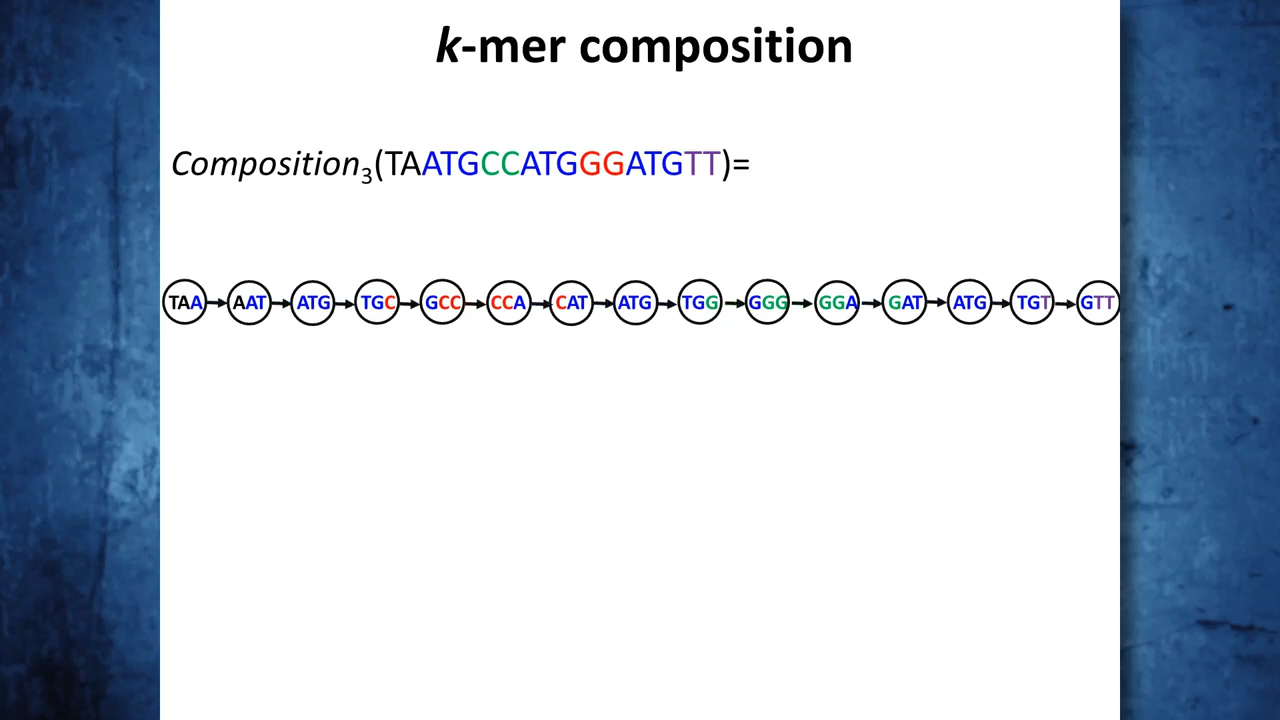 k-mer composition
Composition3(TAATGCCATGGGATGTT)=
TAA AAT ATG TGC GCC CCA CAT ATG TGG GGG GGA GAT ATG TGT GTT